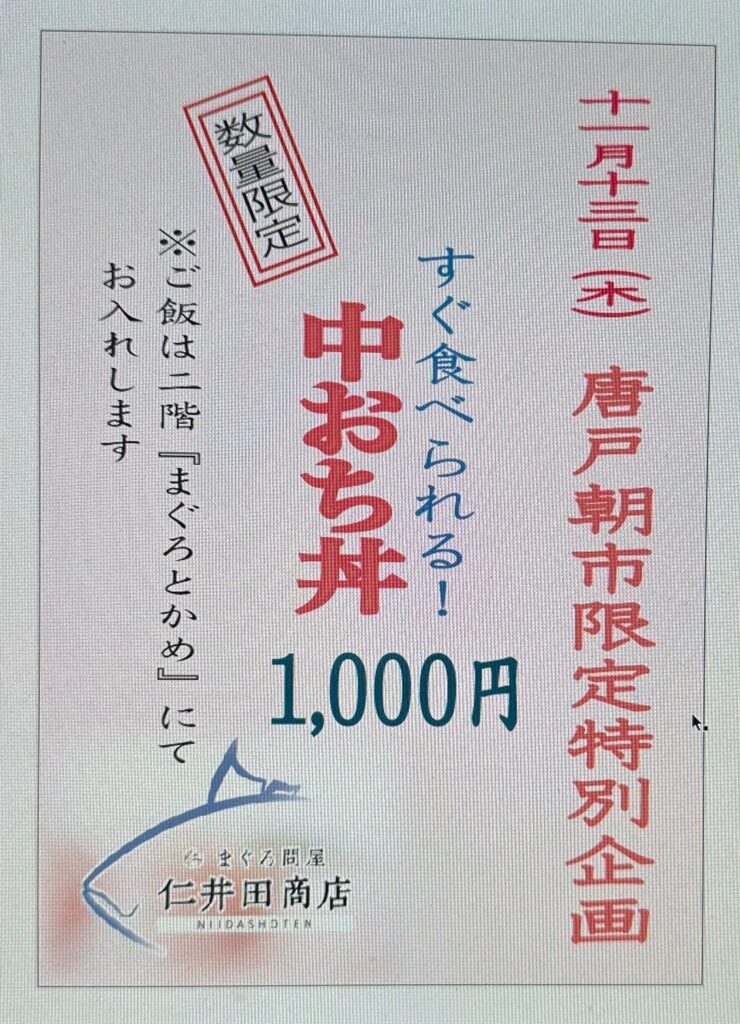 十一月十三日（木）　唐戸朝市限定特別企画
すぐ食べられる！
中おち丼
1,000円
数量限定
※ご飯は二階『まぐろとかめ』にて
お入れします
まぐろ問屋
仁井田商店
NIIDASHOTEN